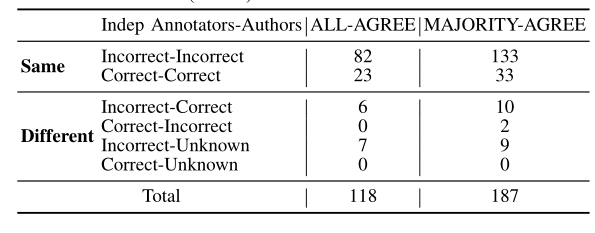 Indep Annotators-Authors|ALL-AGREE|MAJORITY-AGREE
Same Incorrect-Incorrect | 82 | 133
Correct-Correct | 23 | 33
Different Incorrect-Correct | 6 | 10
Correct-Incorrect | 0 | 2
Incorrect-Unknown | 7 | 9
Correct-Unknown | 0 | 0
Total | 118 | 187